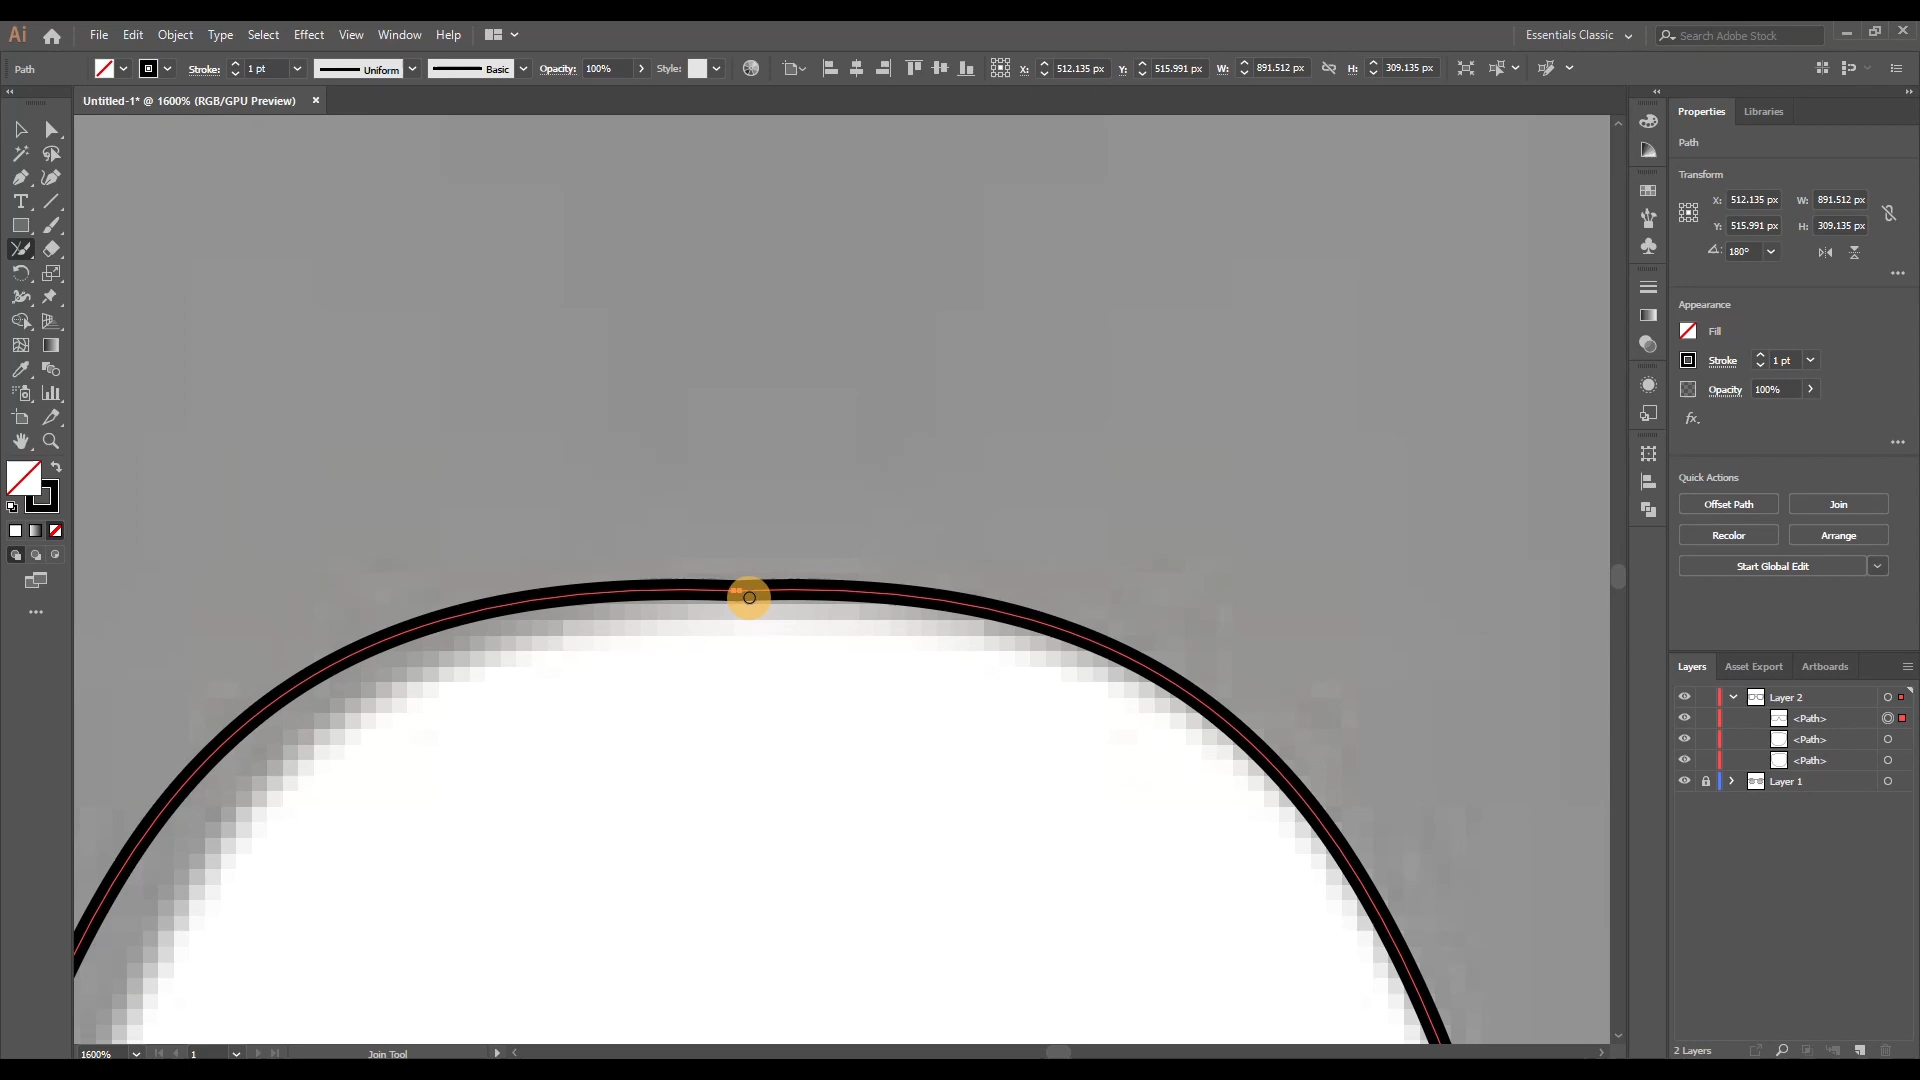 Ai File Edit Object Type Select Effect View Window Help Essentials Classic Search Adobe Stock
Path Stroke: 1 pt Uniform Basic Opacity: 100% Style: X: 512.135 px Y: 515.991 px W: 891.512 px H: 309.135 px
Untitled-1* @ 1600% (RGB/GPU Preview) ×
Properties Libraries
Path
Transform
X: 512.135 px W: 891.512 px
Y: 515.991 px H: 309.135 px
180°
Appearance
Fill
Stroke 1 pt
Opacity 100%
fx.
Quick Actions
Offset Path Join
Recolor Arrange
Start Global Edit
Layers Asset Export Artboards
Layer 2
<Path>
<Path>
<Path>
Layer 1
1600% 1 Join Tool 2 Layers